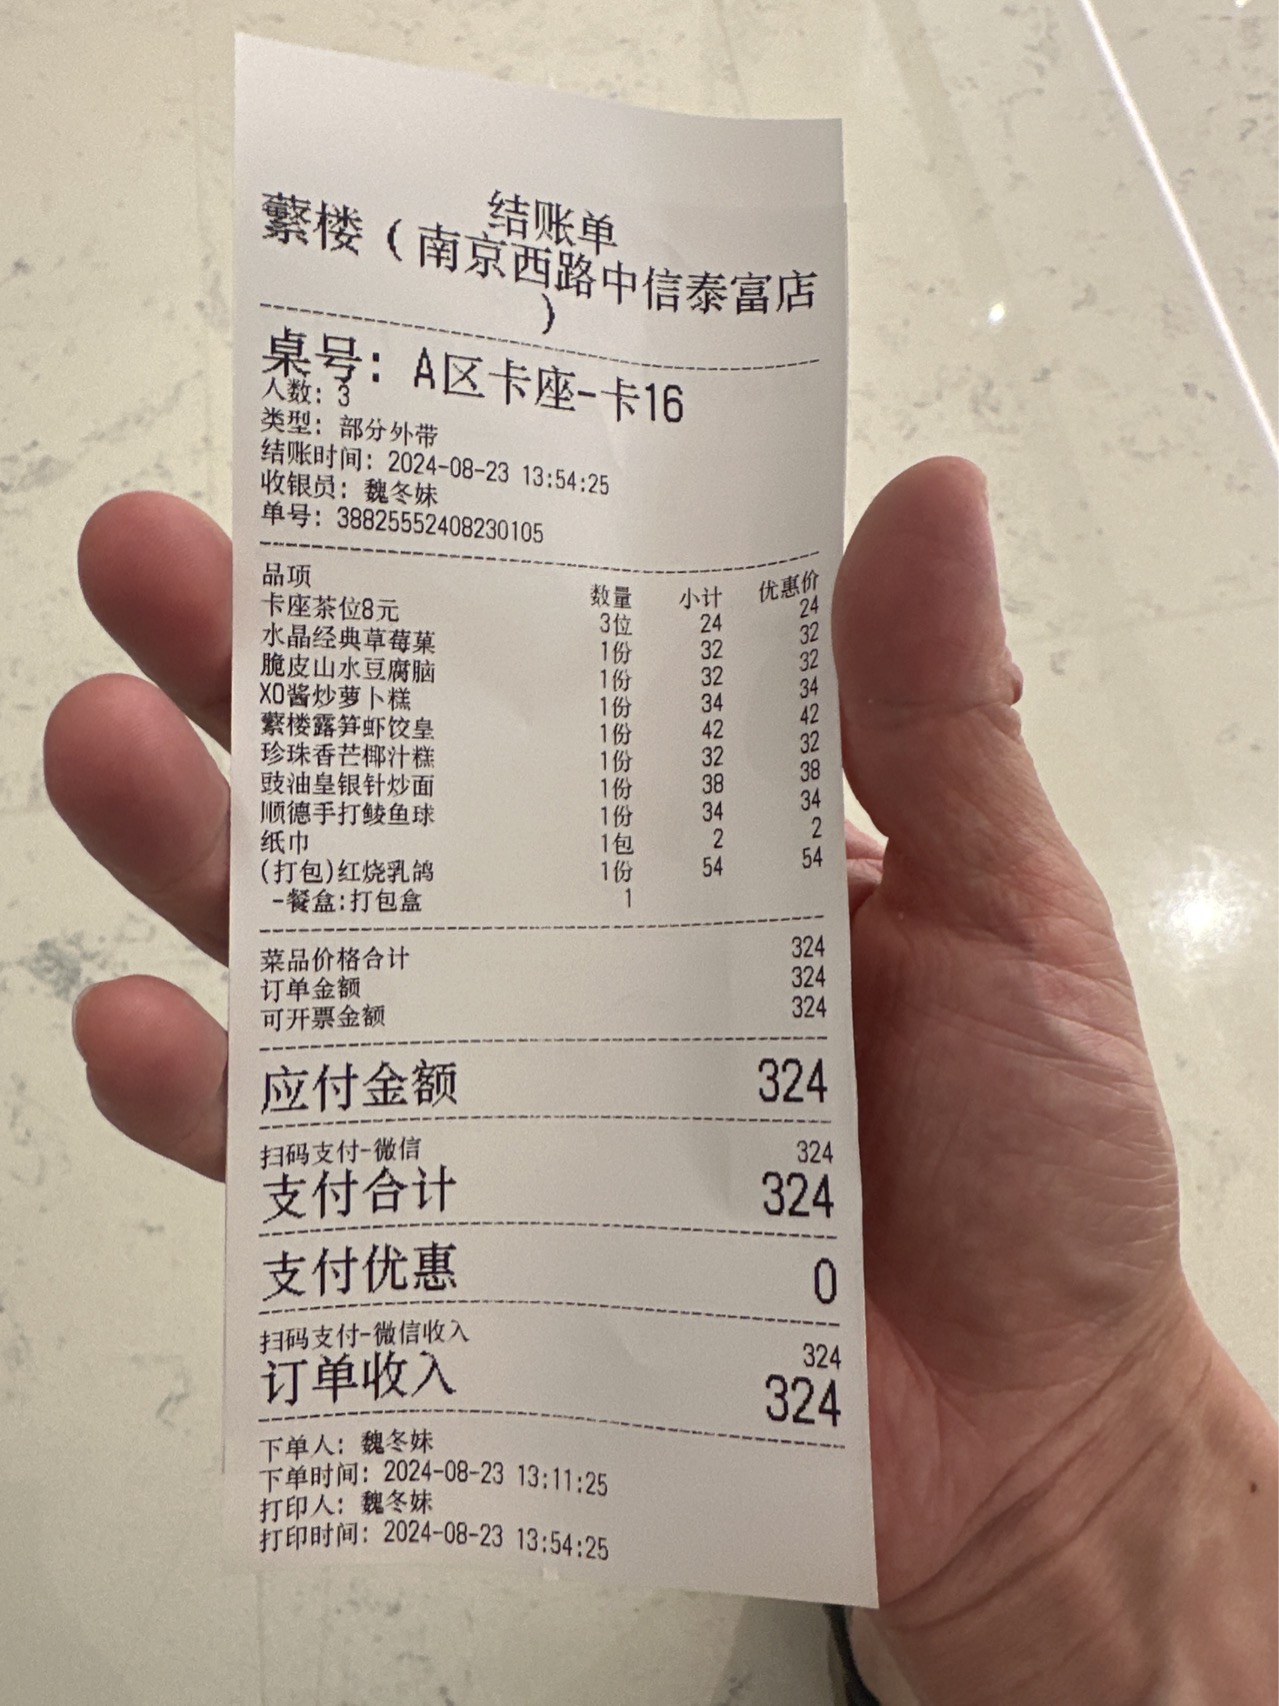 结账单
蘩楼（南京西路中信泰富店
）
桌号：A区卡座-卡16
人数：3
类型：部分外带
结账时间：2024-08-23 13:54:25
收银员：魏冬妹
单号：38825552408230105
品项 数量 小计 优惠价
卡座茶位8元 3位 24 24
水晶经典草莓菓 1份 32 32
脆皮山水豆腐脑 1份 32 32
XO酱炒萝卜糕 1份 34 34
蘩楼露笋虾饺皇 1份 42 42
珍珠香芒椰汁糕 1份 32 32
豉油皇银针炒面 1份 38 38
顺德手打鲮鱼球 1份 34 34
纸巾 1包 2 2
(打包)红烧乳鸽 1份 54 54
-餐盒:打包盒 1
菜品价格合计 324
订单金额 324
可开票金额 324
应付金额 324
扫码支付-微信 324
支付合计 324
支付优惠 0
扫码支付-微信收入 324
订单收入 324
下单人：魏冬妹
下单时间：2024-08-23 13:11:25
打印人：魏冬妹
打印时间：2024-08-23 13:54:25